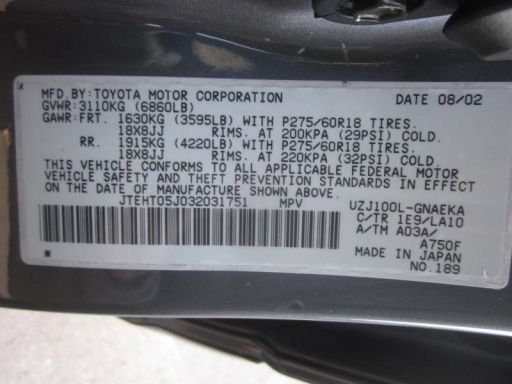 MFD.BY:TOYOTA MOTOR CORPORATION DATE 08/02
GVWR:3110KG (6860LB)
GAWR:FRT. 1630KG (3595LB) WITH P275/60R18 TIRES.
18X8JJ RIMS. AT 200KPA (29PSI) COLD.
RR. 1915KG (4220LB) WITH P275/60R18 TIRES.
18X8JJ RIMS. AT 220KPA (32PSI) COLD.
THIS VEHICLE CONFORMS TO ALL APPLICABLE FEDERAL MOTOR
VEHICLE SAFETY AND THEFT PREVENTION STANDARDS IN EFFECT
ON THE DATE OF MANUFACTURE SHOWN ABOVE.
JTEHT05J032031751 MPV UZJ100L-GNAEKA
C/TR 1E9/LA10
A/TM A03A/
A750F
MADE IN JAPAN
NO.189